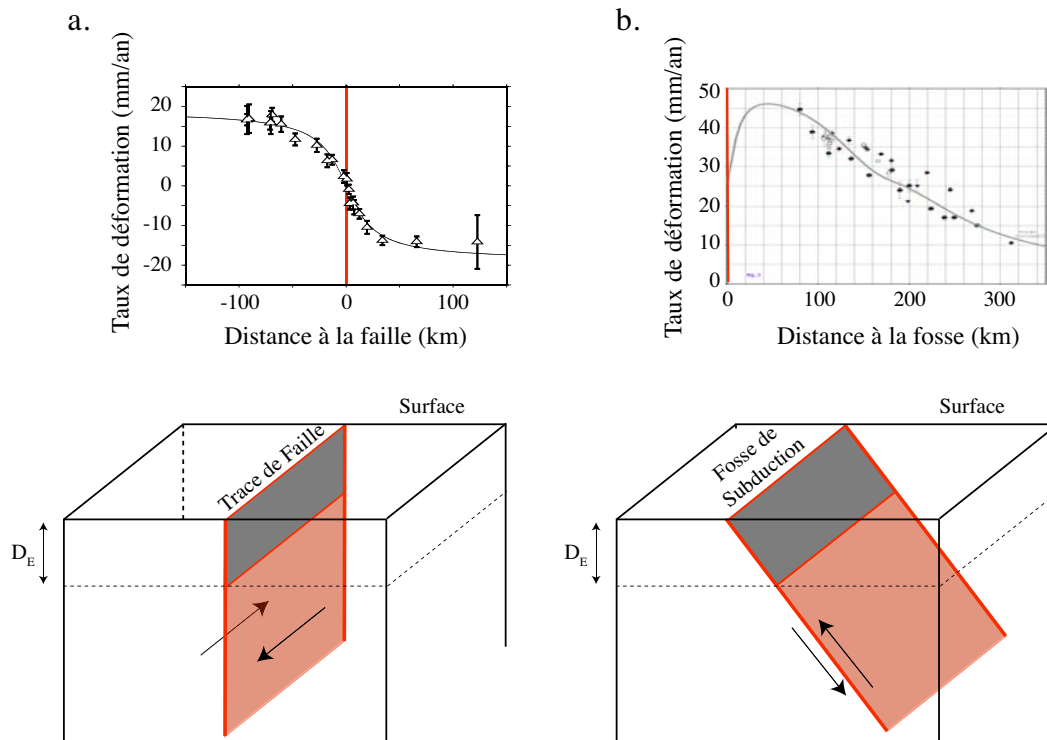 a.
Taux de déformation (mm/an)
20
10
0
-10
-20
-100
0
100
Distance à la faille (km)
b.
Taux de déformation (mm/an)
50
40
30
20
10
0
0
100
200
300
Distance à la fosse (km)
Surface
Trace de Faille
D_E
Surface
Fosse de
Subduction
D_E